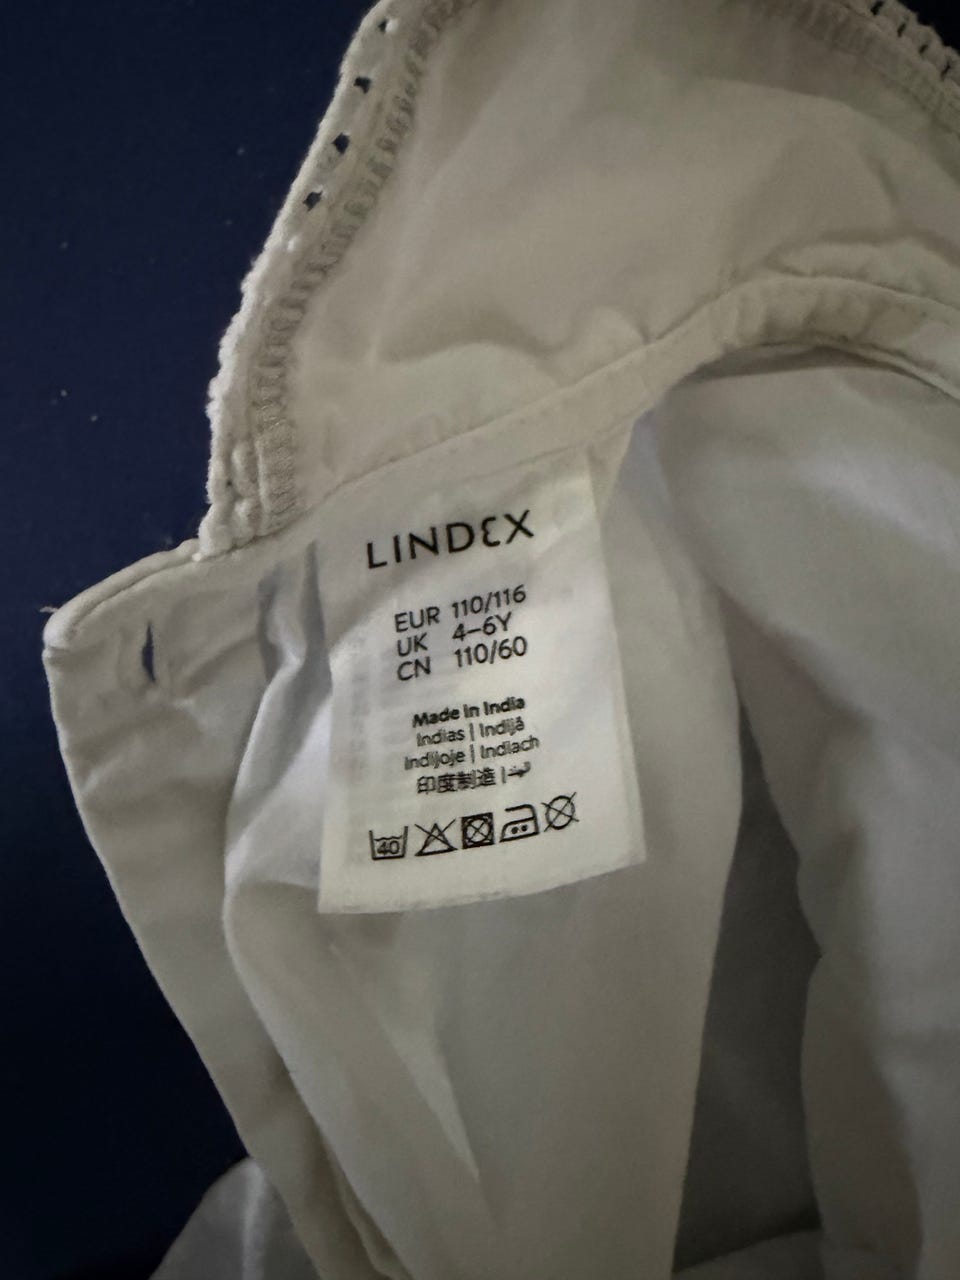 LINDEX
EUR 110/116
UK 4-6Y
CN 110/60
Made in India
Indias | Indijā
Indijoje | Indiach
印度制造 |
40